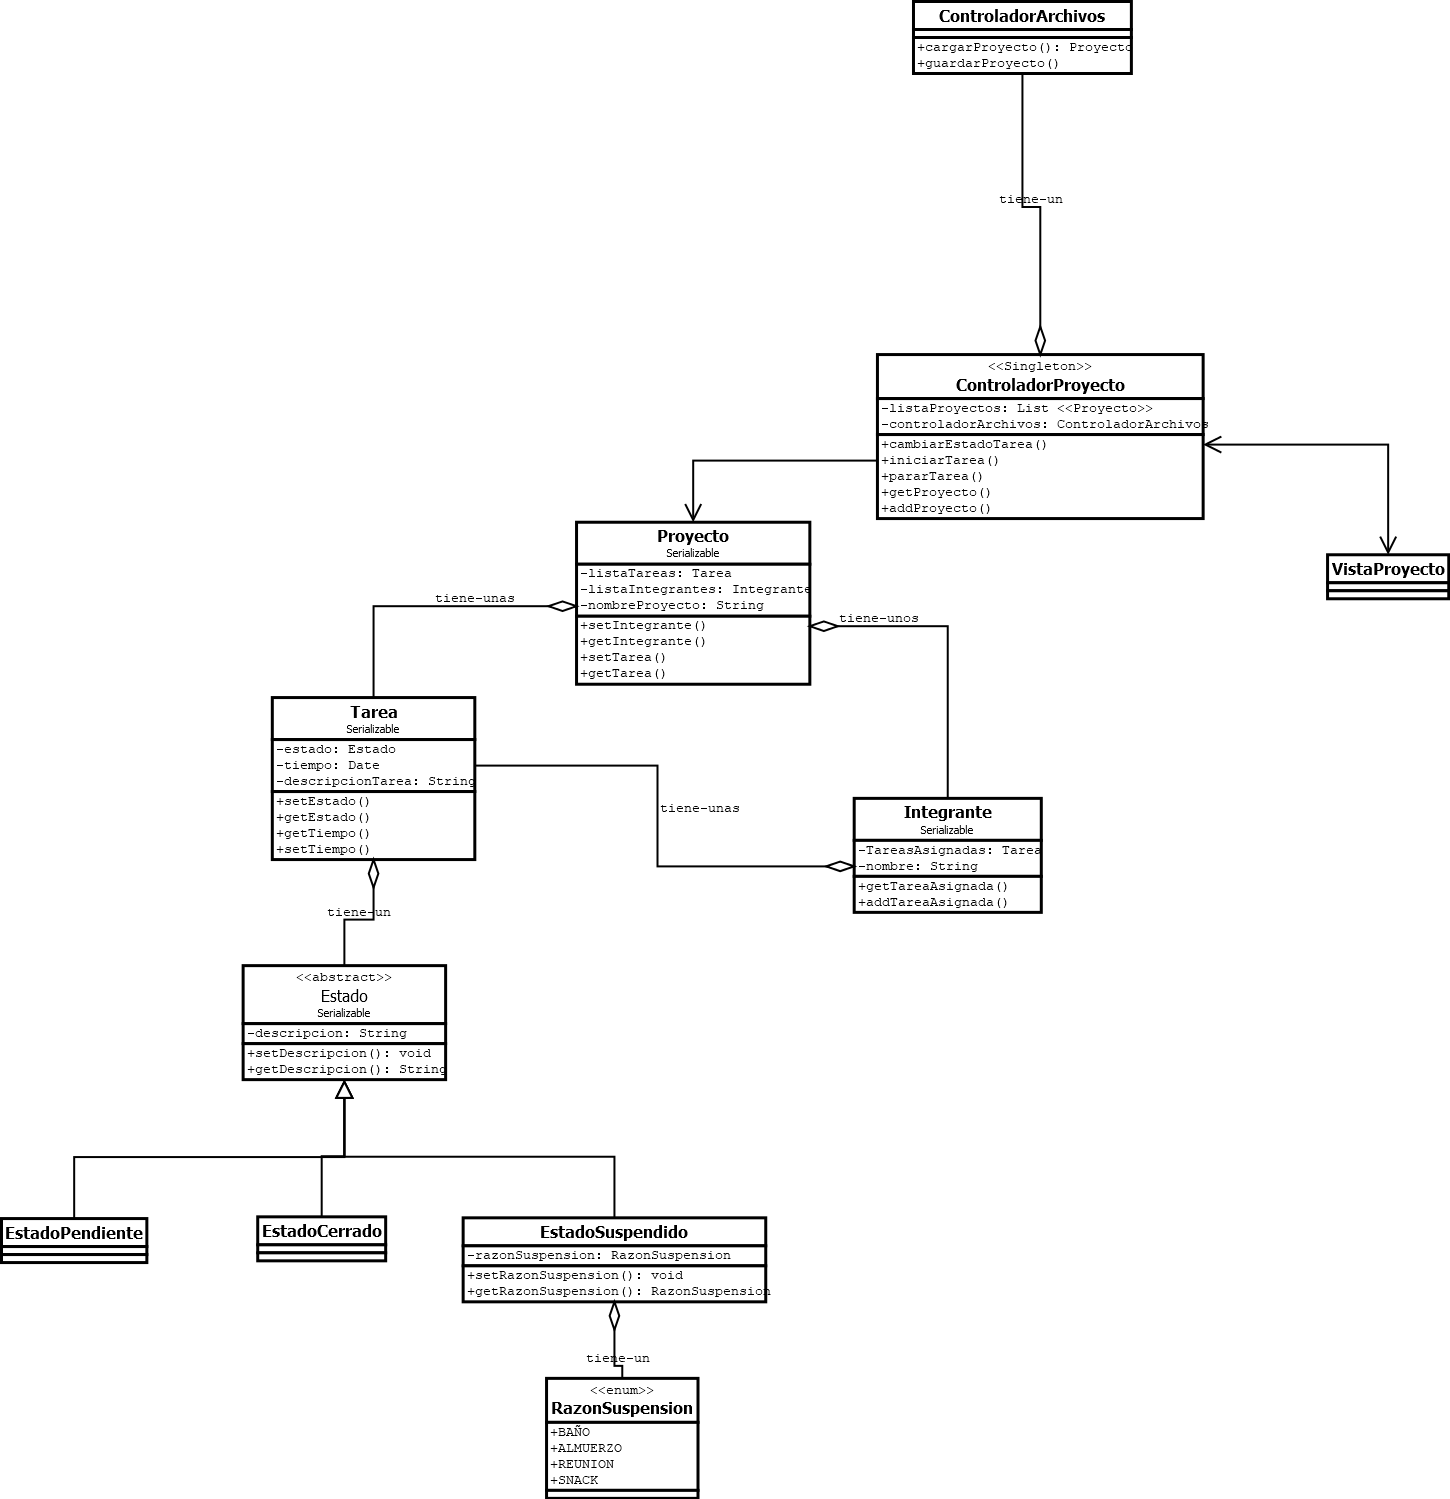 ControladorArchivos
+cargarProyecto(): Proyecto
+guardarProyecto()
tiene-un
<<Singleton>>
ControladorProyecto
-listaProyectos: List <<Proyecto>>
-controladorArchivos: ControladorArchivos
+cambiarEstadoTarea()
+iniciarTarea()
+pararTarea()
+getProyecto()
+addProyecto()
VistaProyecto
Proyecto
Serializable
-listaTareas: Tarea
-listaIntegrantes: Integrante
-nombreProyecto: String
+setIntegrante()
+getIntegrante()
+setTarea()
+getTarea()
tiene-unas
tiene-unos
Tarea
Serializable
-estado: Estado
-tiempo: Date
-descripcionTarea: String
+setEstado()
+getEstado()
+getTiempo()
+setTiempo()
tiene-unas
Integrante
Serializable
-TareasAsignadas: Tarea
-nombre: String
+getTareaAsignada()
+addTareaAsignada()
tiene-un
<<abstract>>
Estado
Serializable
-descripcion: String
+setDescripcion(): void
+getDescripcion(): String
EstadoPendiente
EstadoCerrado
EstadoSuspendido
-razonSuspension: RazonSuspension
+setRazonSuspension(): void
+getRazonSuspension(): RazonSuspension
tiene-un
<<enum>>
RazonSuspension
+BAÑO
+ALMUERZO
+REUNION
+SNACK